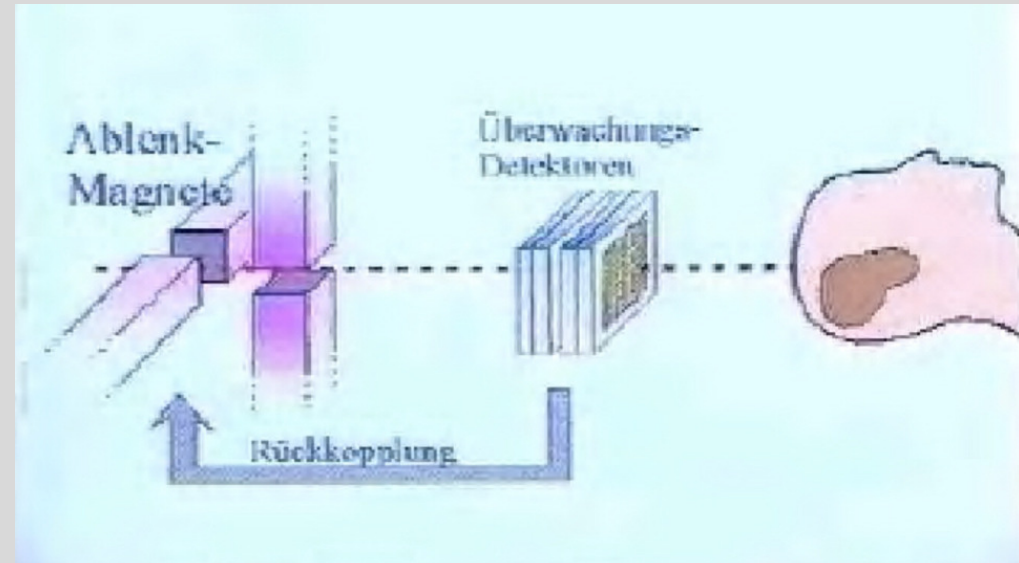 Ablenk-
Magnete
Überwachungs-
Detektoren
Rückkopplung